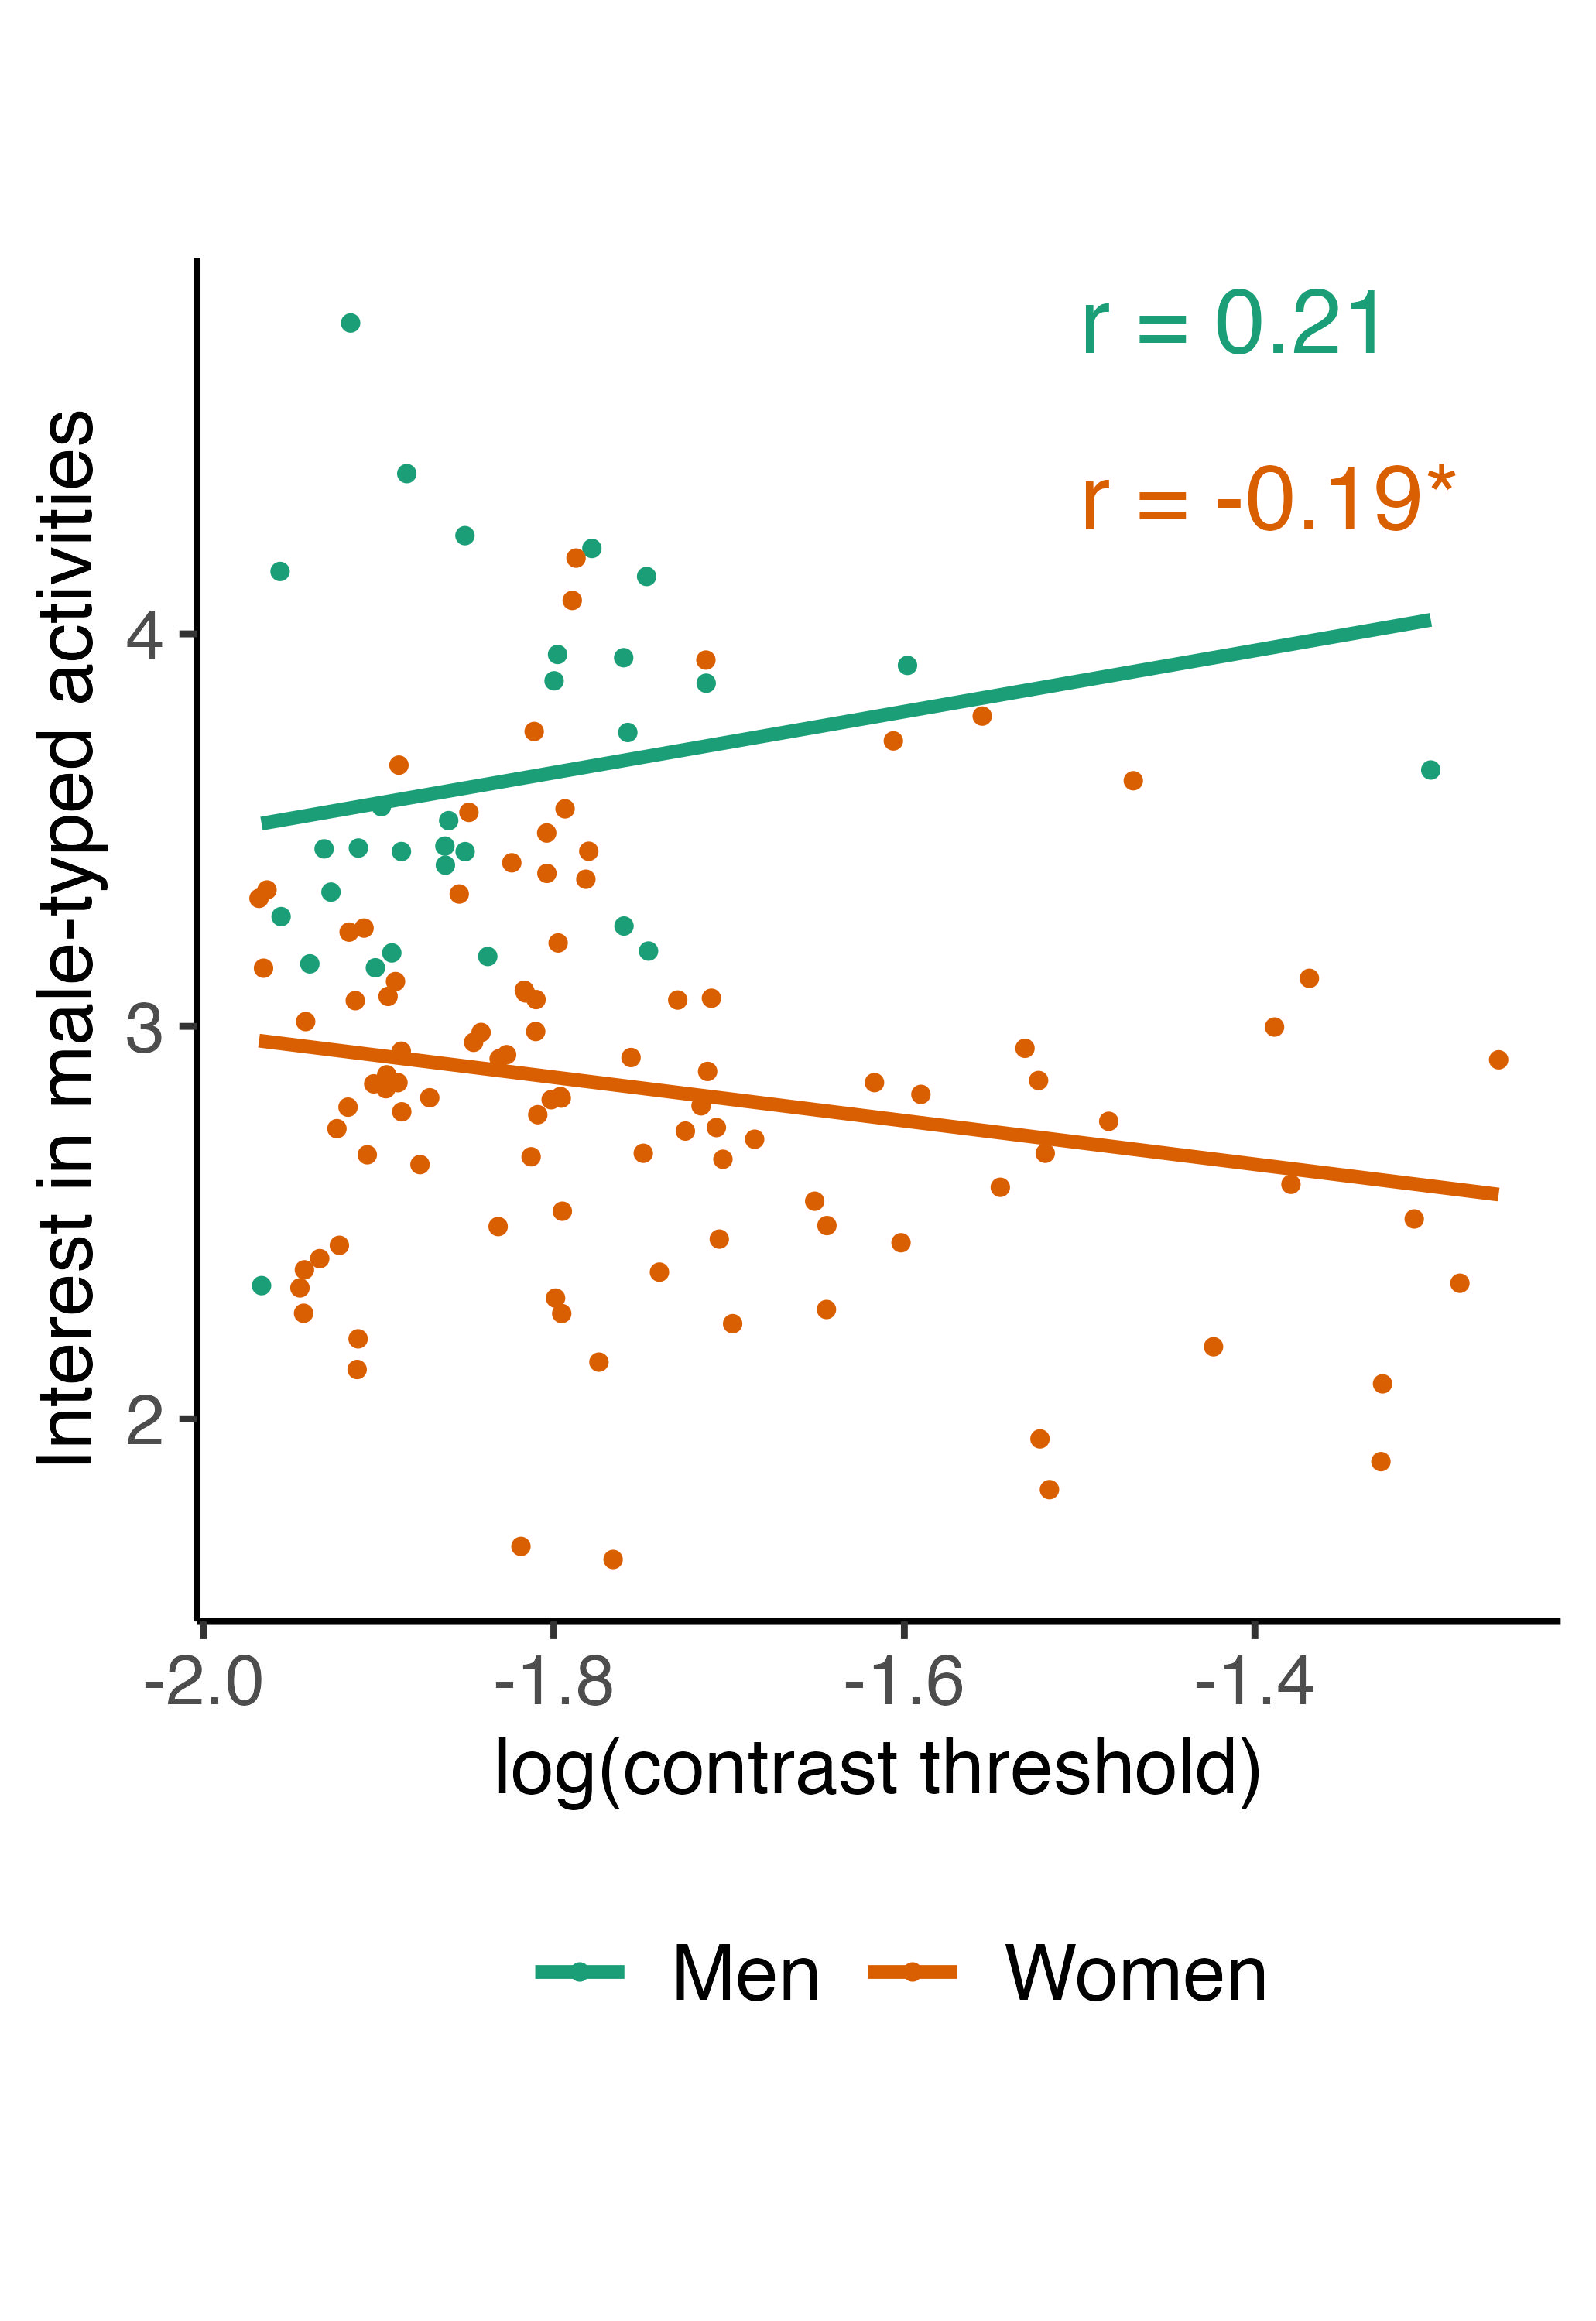 r = 0.21
r = -0.19*
Interest in male-typed activities
4
3
2
-2.0 -1.8 -1.6 -1.4
log(contrast threshold)
Men Women